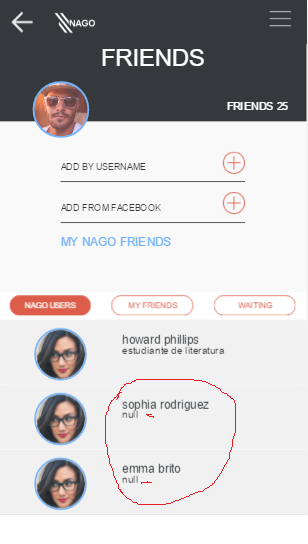 NAGO
FRIENDS
FRIENDS 25
ADD BY USERNAME
ADD FROM FACEBOOK
MY NAGO FRIENDS
NAGO USERS MY FRIENDS WAITING
howard phillips
estudiante de literatura
sophia rodriguez
null
emma brito
null